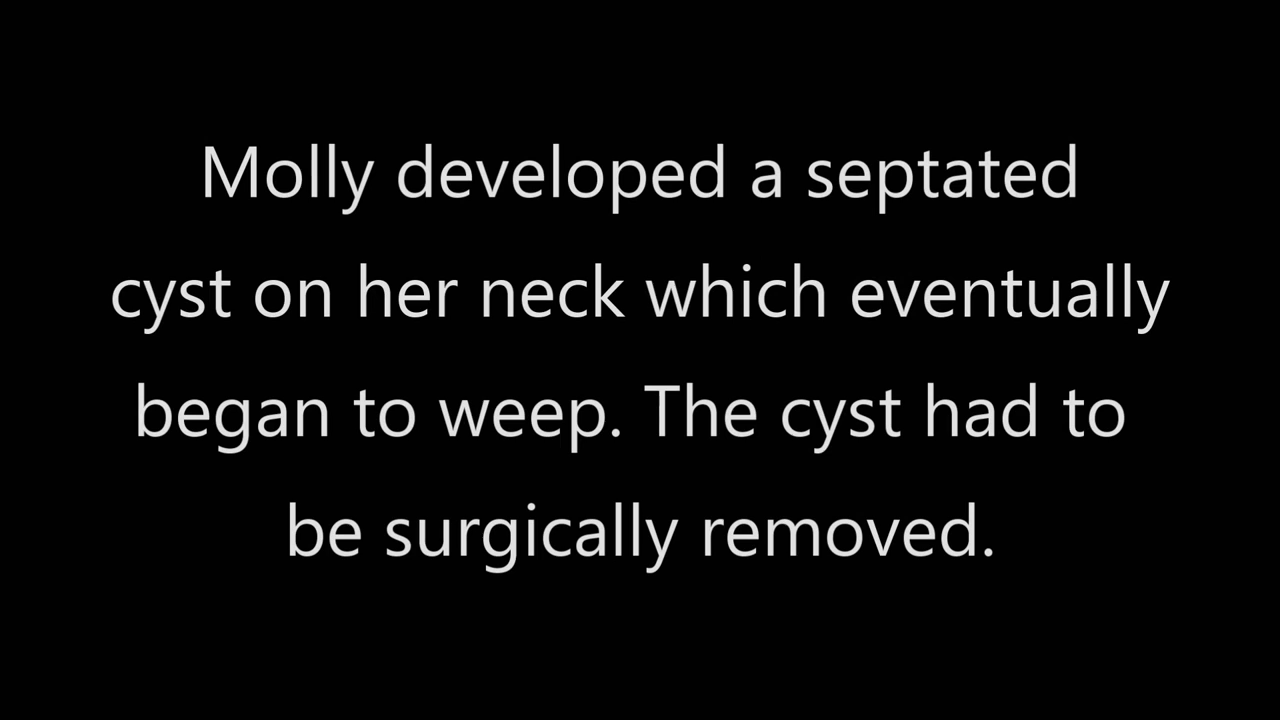 Molly developed a septated
cyst on her neck which eventually
began to weep. The cyst had to
be surgically removed.